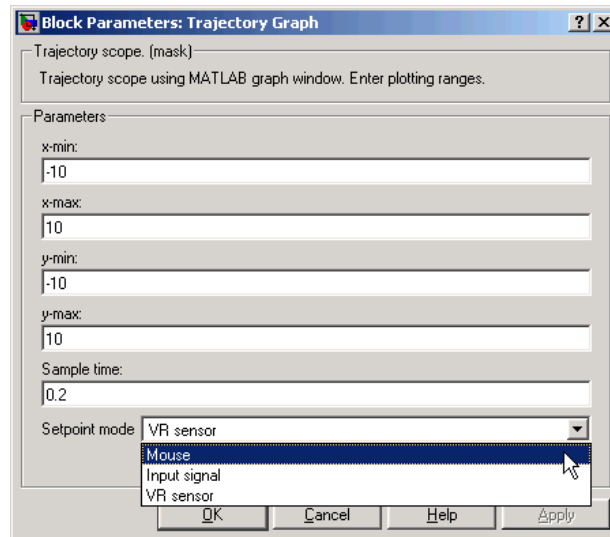 Block Parameters: Trajectory Graph
Trajectory scope. (mask)
Trajectory scope using MATLAB graph window. Enter plotting ranges.
Parameters
x-min:
-10
x-max:
10
y-min:
-10
y-max:
10
Sample time:
0.2
Setpoint mode VR sensor
Mouse
Input signal
VR sensor
OK Cancel Help Apply